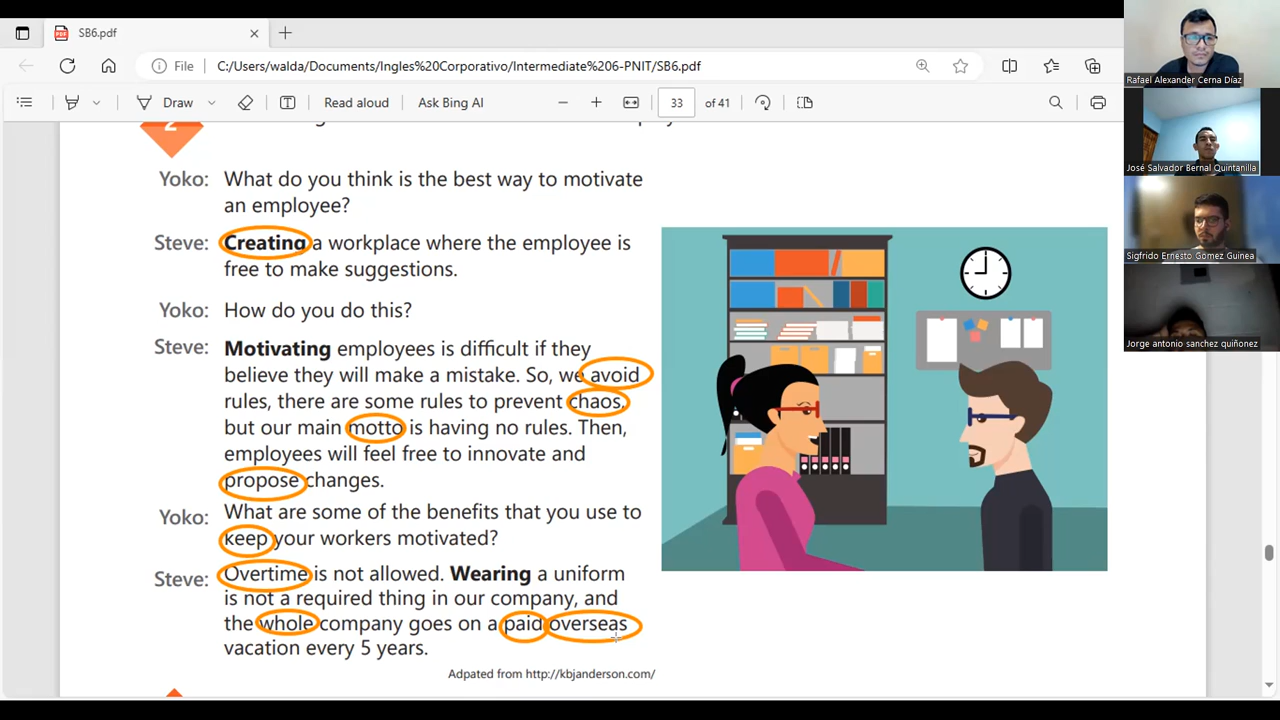 SB6.pdf
File C:/Users/walda/Documents/Ingles%20Corporativo/Intermediate%206-PNIT/SB6.pdf
Draw Read aloud Ask Bing AI 33 of 41
2
Yoko: What do you think is the best way to motivate
an employee?
Steve: Creating a workplace where the employee is
free to make suggestions.
Yoko: How do you do this?
Steve: Motivating employees is difficult if they
believe they will make a mistake. So, we avoid
rules, there are some rules to prevent chaos,
but our main motto is having no rules. Then,
employees will feel free to innovate and
propose changes.
Yoko: What are some of the benefits that you use to
keep your workers motivated?
Steve: Overtime is not allowed. Wearing a uniform
is not a required thing in our company, and
the whole company goes on a paid overseas
vacation every 5 years.
Adpated from http://kbjanderson.com/
Rafael Alexander Cerna Díaz
José Salvador Bernal Quintanilla
Sigfrido Ernesto Gómez Guinea
Jorge antonio sanchez quiñonez